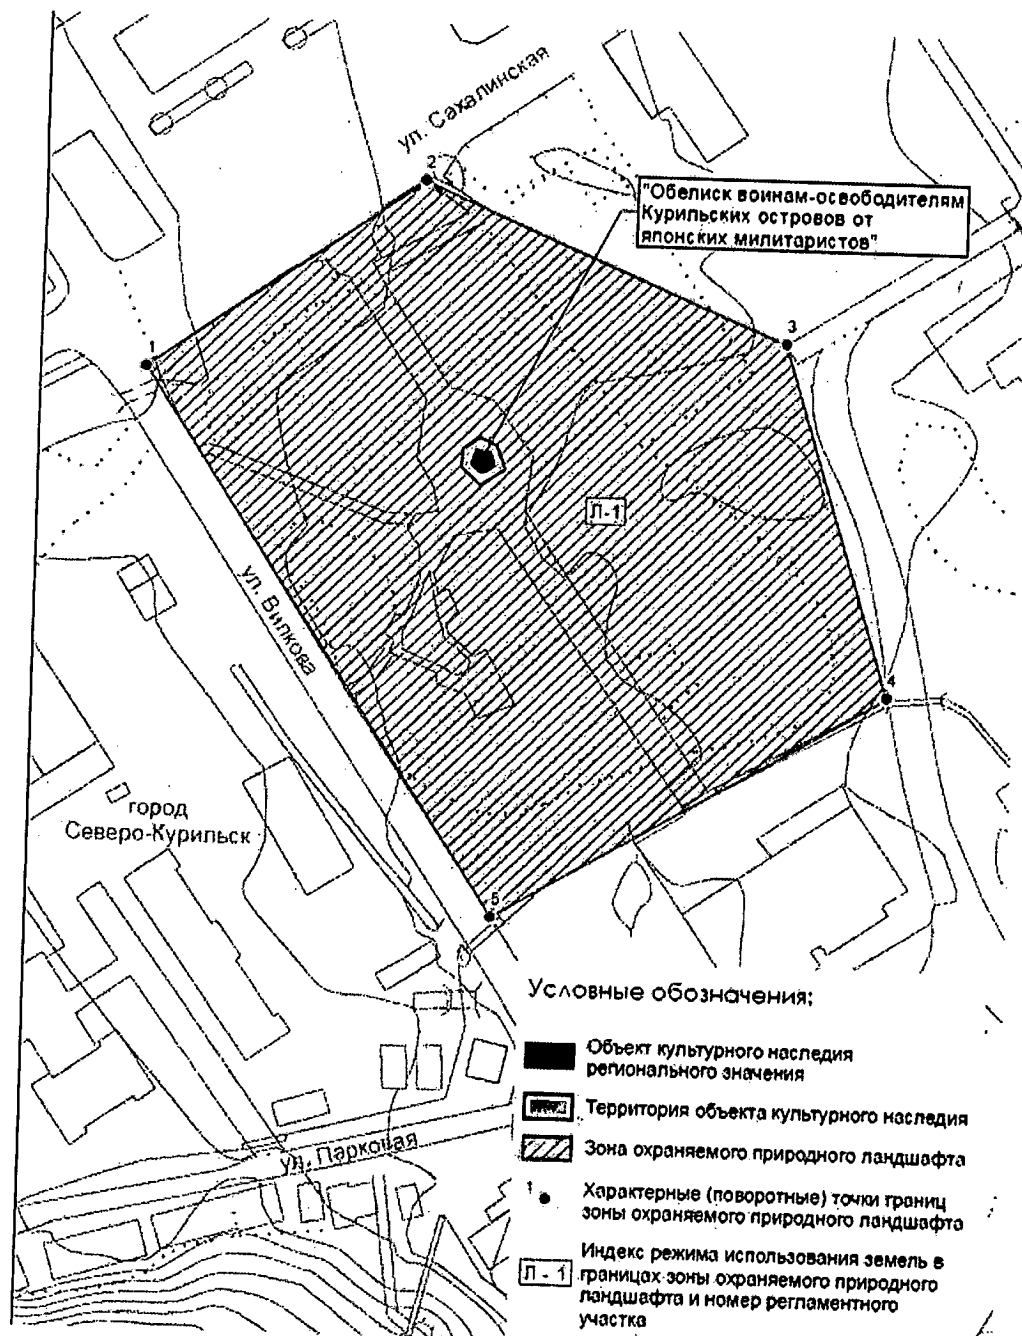 ул. Сахалинская
2
"Обелиск воинам-освободителям
Курильских островов от
японских милитаристов"
3
1
Л-1
ул. Вилкова
4
город
Северо-Курильск
5
Условные обозначения:
Объект культурного наследия
регионального значения
Территория объекта культурного наследия
Зона охраняемого природного ландшафта
ул. Парковая
1
Характерные (поворотные) точки границ
зоны охраняемого природного ландшафта
Л - 1
Индекс режима использования земель в
границах зоны охраняемого природного
ландшафта и номер регламентного
участка